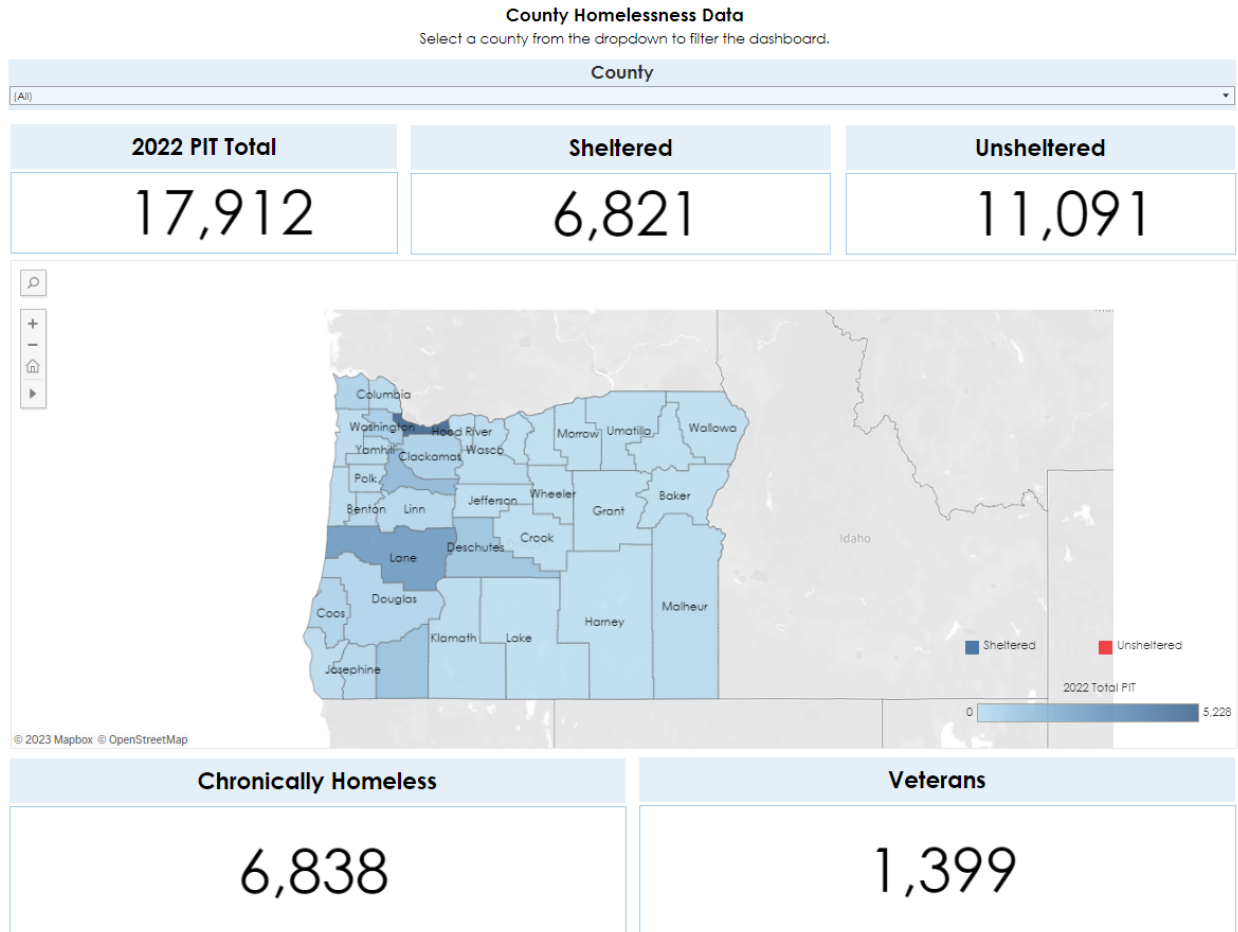 County Homelessness Data
Select a county from the dropdown to filter the dashboard.
County
(All)
2022 PIT Total
Sheltered
Unsheltered
17,912
6,821
11,091
Columbia
Washington
Hood River
Morrow
Umatilla
Wallowa
Yamhill
Clackamas
Wasco
Polk
Jefferson
Wheeler
Baker
Benton
Linn
Grant
Crook
Idaho
Deschutes
Lane
Douglas
Coos
Malheur
Harney
Klamath
Lake
Josephine
Sheltered
Unsheltered
2022 Total PIT
0
5,228
© 2023 Mapbox © OpenStreetMap
Chronically Homeless
Veterans
6,838
1,399